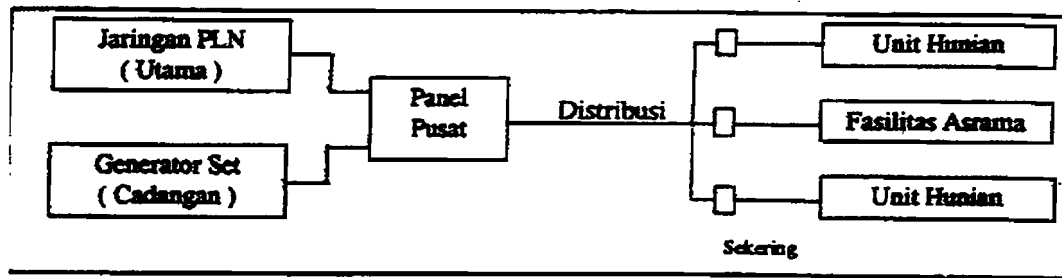 Jaringan PLN
( Utama )
Generator Set
( Cadangan )
Panel
Pusat
Distribusi
Unit Hunian
Fasilitas Asrama
Unit Hunian
Sekering